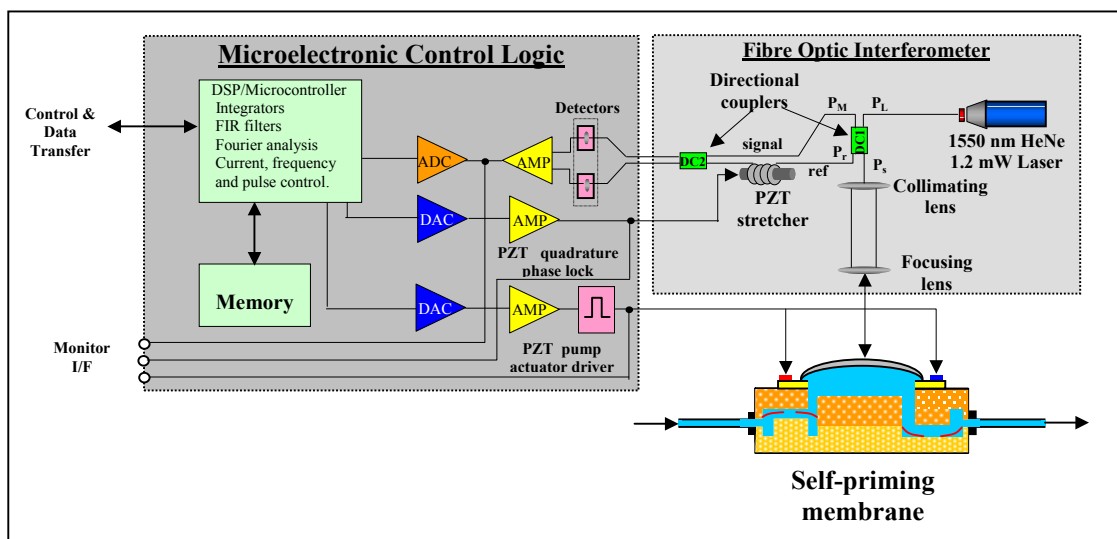 Microelectronic Control Logic
DSP/Microcontroller
Integrators
FIR filters
Fourier analysis
Current, frequency
and pulse control.
Memory
Control &
Data
Transfer
Monitor
I/F
ADC
AMP
Detectors
DAC
AMP
PZT quadrature
phase lock
DAC
AMP
PZT pump
actuator driver
Fibre Optic Interferometer
Directional
couplers
PM
PL
DC1
1550 nm HeNe
1.2 mW Laser
signal
DC2
Pr
ref
Ps
PZT
stretcher
Collimating
lens
Focusing
lens
Self-priming
membrane